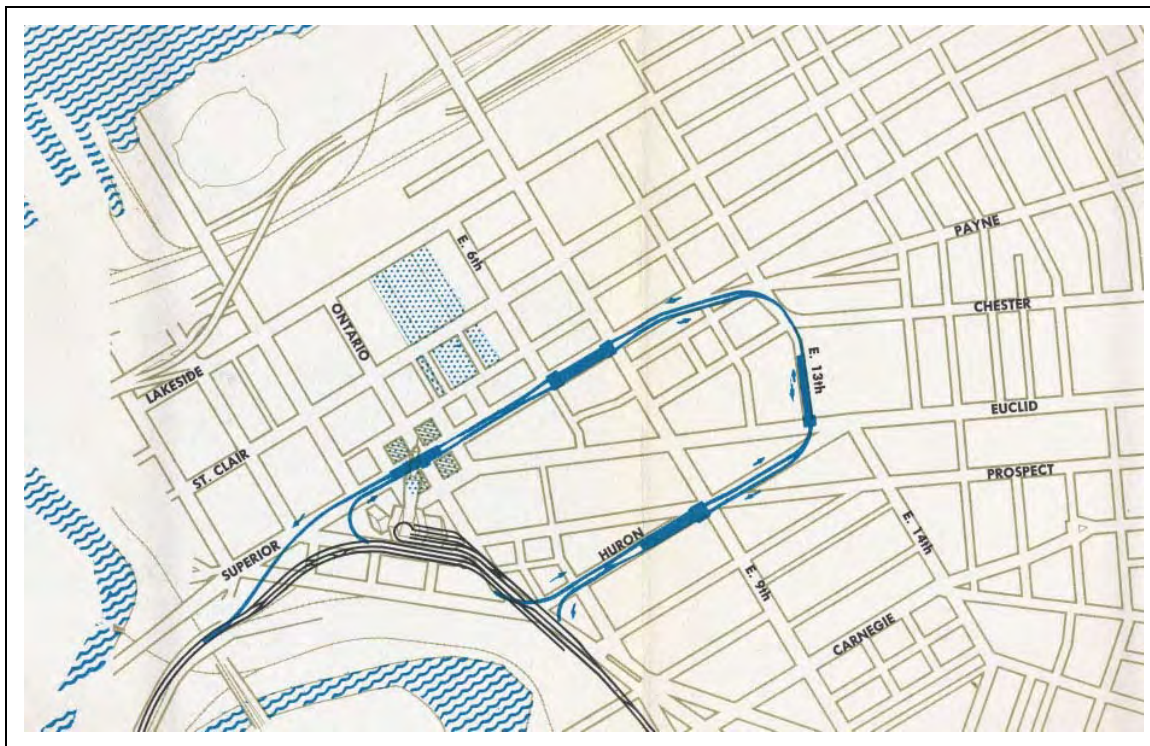 E. 6th
PAYNE
CHESTER
ONTARIO
LAKESIDE
E. 13th
EUCLID
ST. CLAIR
PROSPECT
SUPERIOR
HURON
E. 14th
E. 9th
CARNEGIE